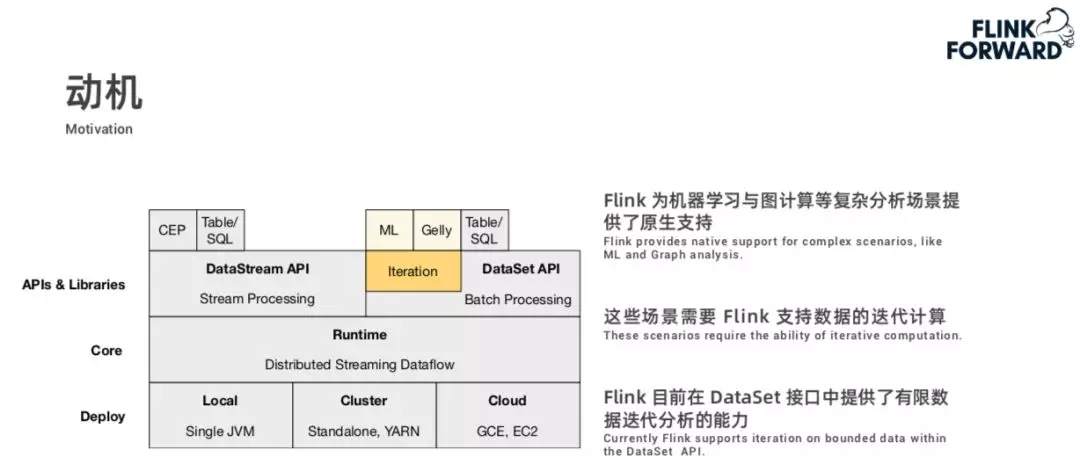 FLINK
FORWARD
动机
Motivation
CEP
Table/
SQL
ML
Gelly
Table/
SQL
APIs & Libraries
DataStream API
Stream Processing
Iteration
DataSet API
Batch Processing
Core
Runtime
Distributed Streaming Dataflow
Deploy
Local
Single JVM
Cluster
Standalone, YARN
Cloud
GCE, EC2
Flink 为机器学习与图计算等复杂分析场景提
供了原生支持
Flink provides native support for complex scenarios, like
ML and Graph analysis.
这些场景需要 Flink 支持数据的迭代计算
These scenarios require the ability of iterative computation.
Flink 目前在 DataSet 接口中提供了有限数
据迭代分析的能力
Currently Flink supports iteration on bounded data within
the DataSet API.